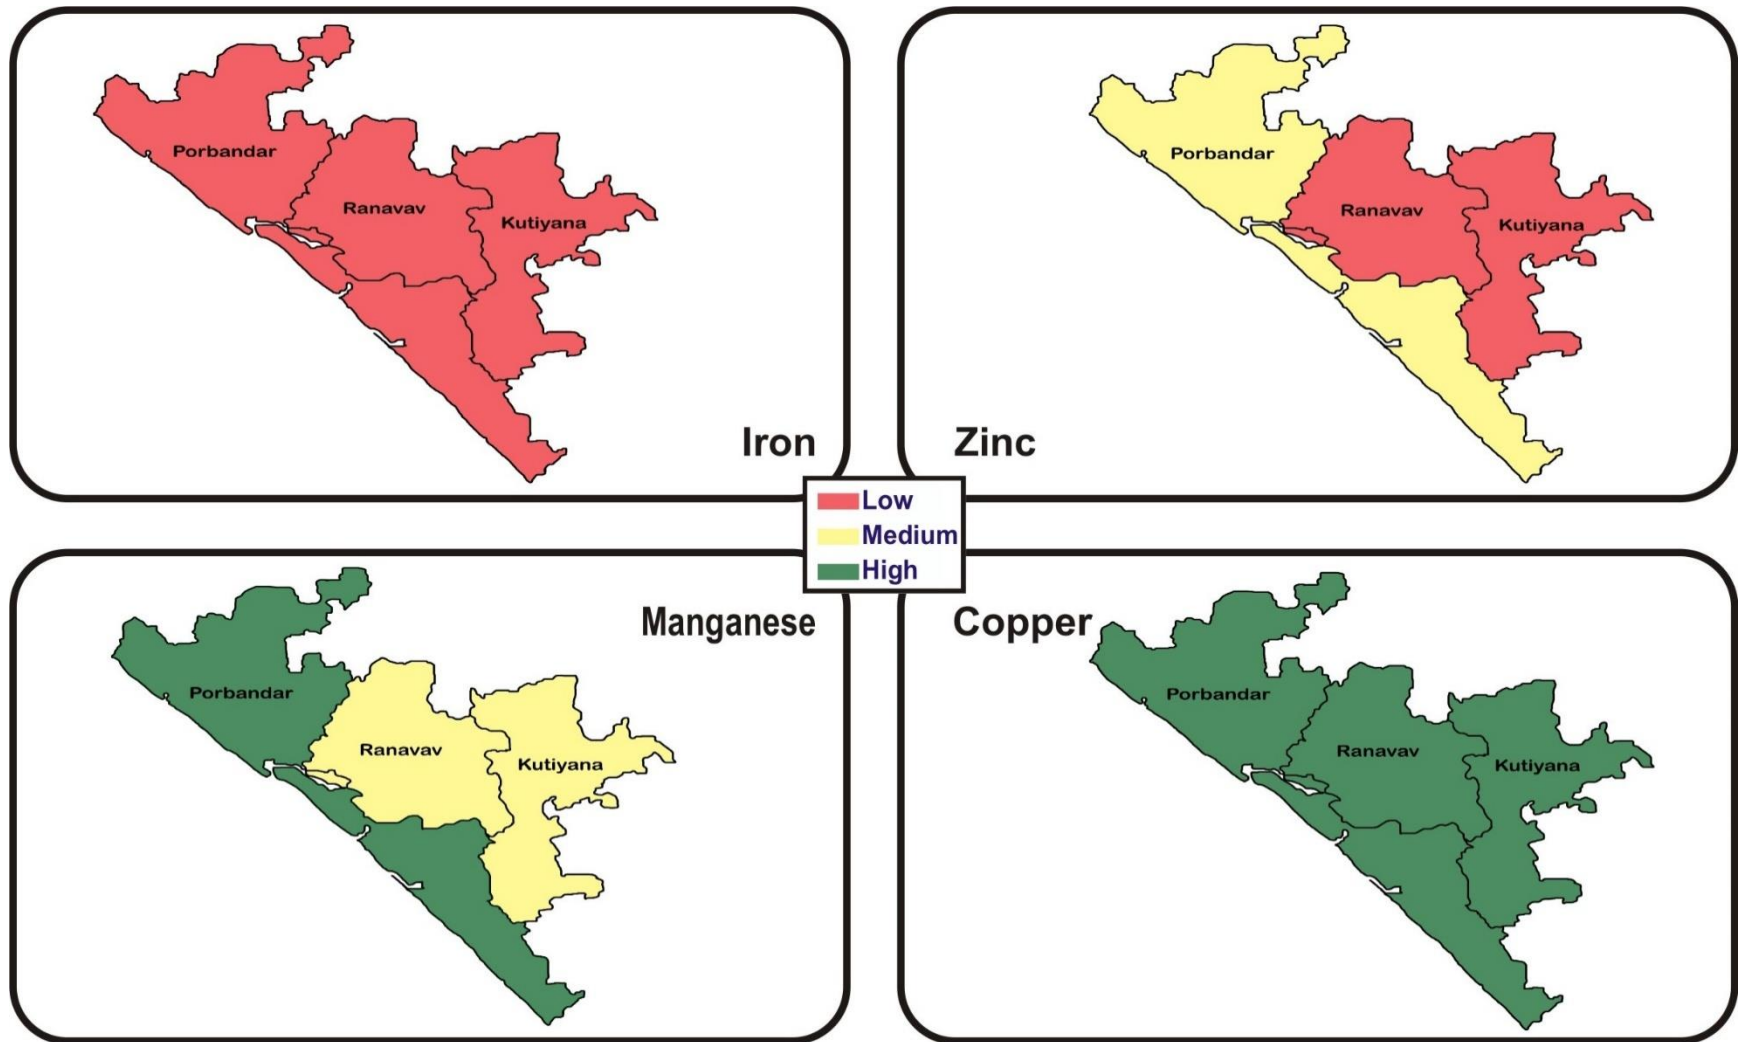 Porbandar
Ranavav
Kutiyana
Iron
Porbandar
Ranavav
Kutiyana
Zinc
Low
Medium
High
Manganese
Porbandar
Ranavav
Kutiyana
Copper
Porbandar
Ranavav
Kutiyana